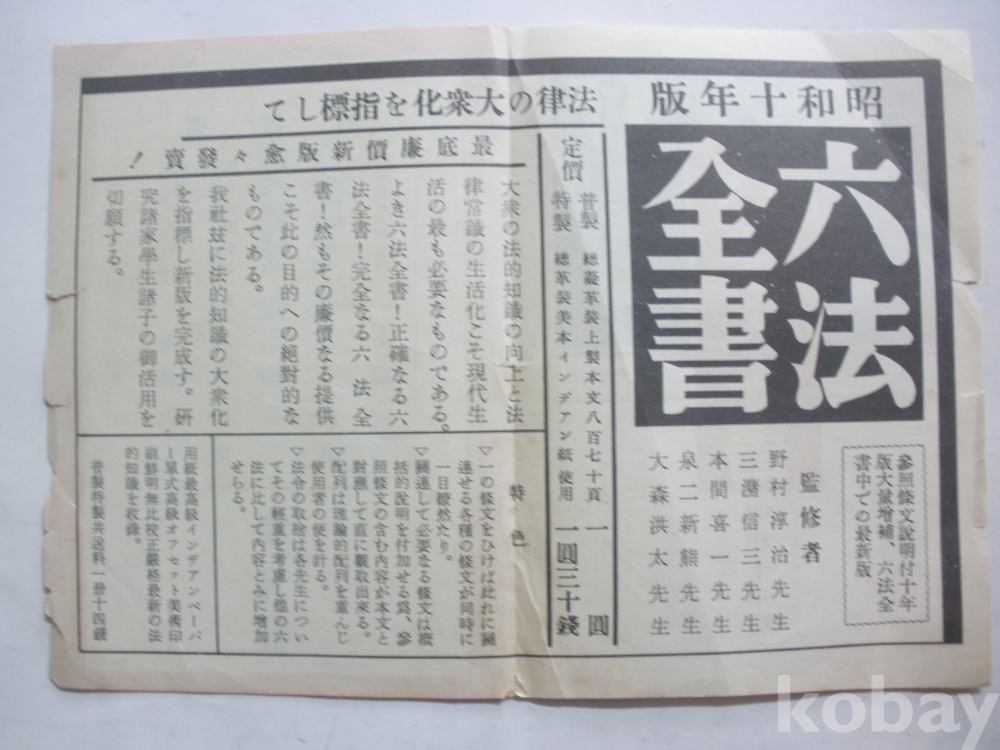 昭和十年版
六法
全書
參照條文說明付十年
版大量增補、六法全
書中での最新版
監修者
野村淳治先生
三潴信三先生
本間喜一先生
泉二新熊先生
大森洪太先生
定價
普製 總擬革裝上製本文八百七十頁 一圓
特製 總革裝美本インデアン紙使用 一圓三十錢
法律の大衆化を指標して
最底廉價新版愈々發賣!
大衆の法的知識の向上と法
律常識の生活化こそ現代生
活の最も必要なものである。
よき六法全書!正確なる六
法全書!完全なる六法全
書!然もその廉價なる提供
こそ此の目的への絕對的な
ものである。
我社玆に法的知識の大衆化
を指標し新版を完成す。研
究諸家學生諸子の御活用を
切願する。
特色
▽一の條文をひけば此れに關
連せる各種の條文が同時に
一目瞭然たり。
▽關連して必要なる條文は槪
括的說明を付加せる爲、參
照條文の含む內容が本文と
對應して直に觀取出來る。
▽配列は理論的配列を重んじ
使用者の便を計る。
▽法令の取捨は各先生につい
てその輕重を考慮し他の六
法に比して內容とみに增加
せらる。
用紙最高級インデアンペーパ
ー單式高級オフセット美術印
刷鮮明無比校正嚴格最新の法
的知識を收錄。
普製特製共送料一册十四錢
kobay